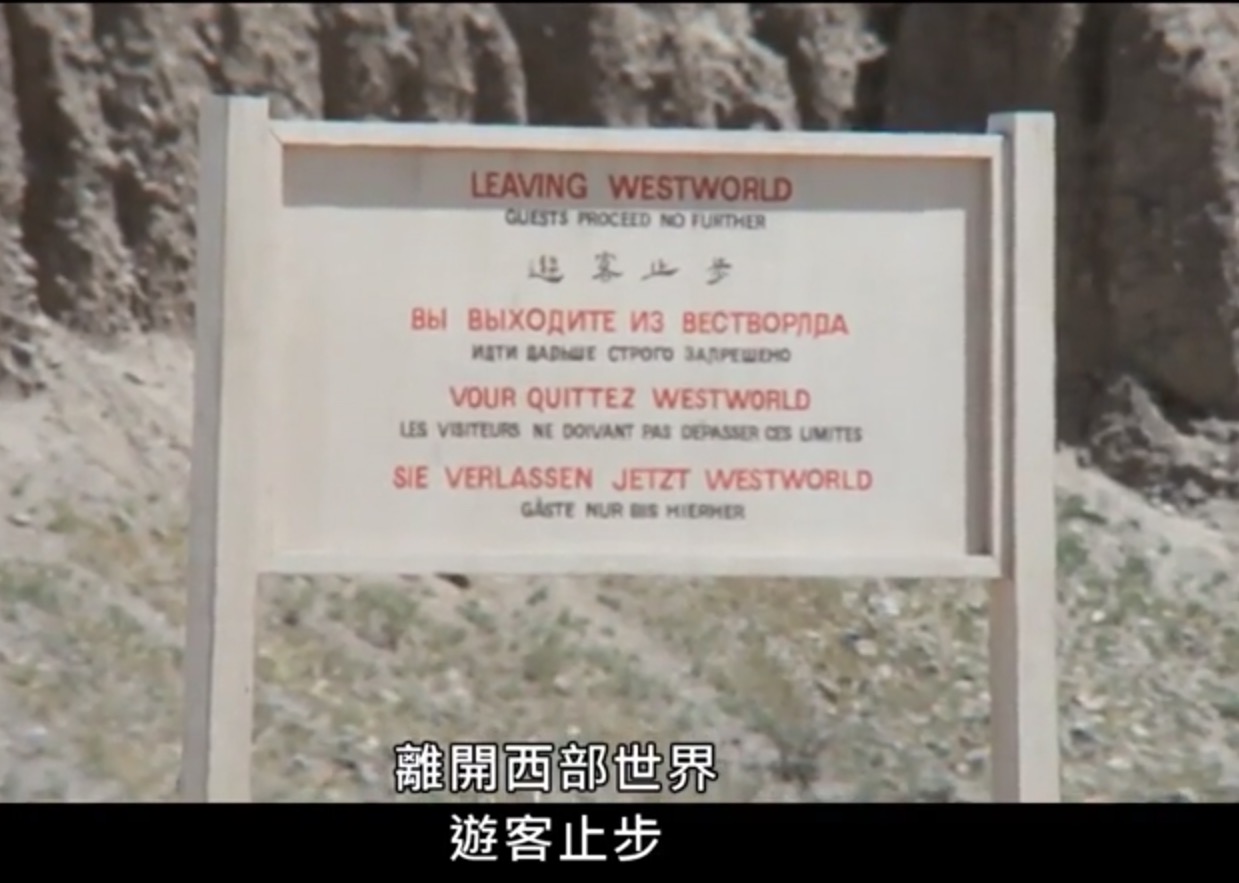 LEAVING WESTWORLD
GUESTS PROCEED NO FURTHER
遊客止步
ВЫ ВЫХОДИТЕ ИЗ ВЕСТВОРЛДА
ИДТИ ДАЛЬШЕ СТРОГО ЗАПРЕШЕНО
VOUR QUITTEZ WESTWORLD
LES VISITEURS NE DOIVANT PAS DEPASSER CES LIMITES
SIE VERLASSEN JETZT WESTWORLD
GÄSTE NUR BIS HIERHER
離開西部世界
遊客止步